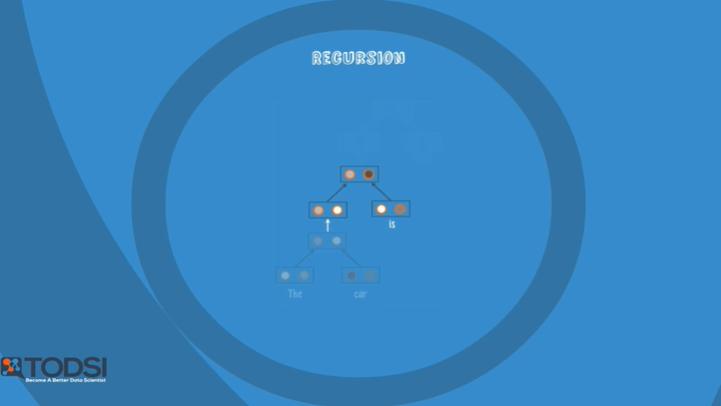 RECURSION
is
The car
TODSI
Become A Better Data Scientist